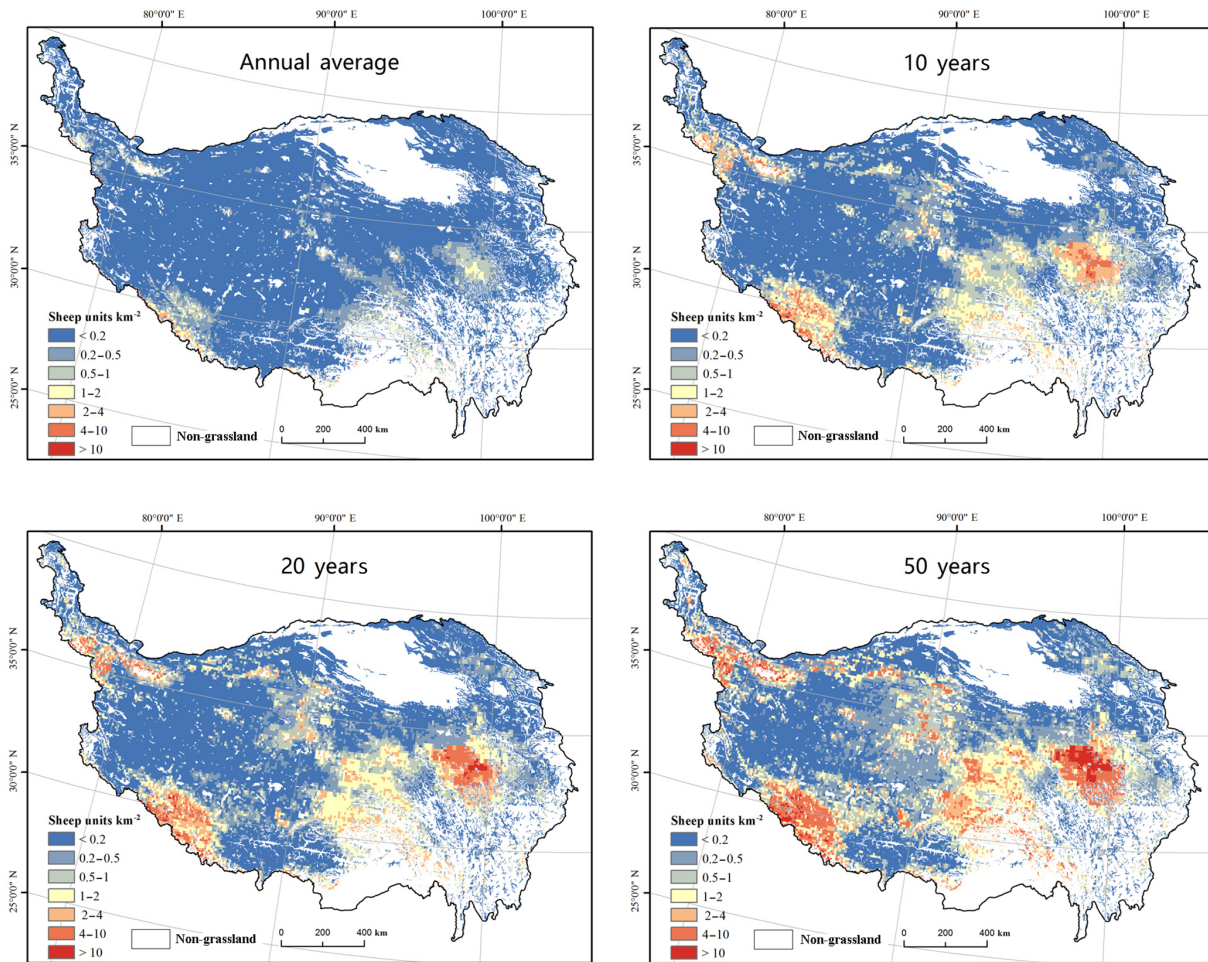 80°0'0" E 90°0'0" E 100°0'0" E
Annual average
35°0'0" N
30°0'0" N
25°0'0" N
Sheep units km⁻²
< 0.2
0.2–0.5
0.5–1
1–2
2–4
4–10
> 10
Non-grassland
0 200 400 km
80°0'0" E 90°0'0" E 100°0'0" E
10 years
35°0'0" N
30°0'0" N
25°0'0" N
Sheep units km⁻²
< 0.2
0.2–0.5
0.5–1
1–2
2–4
4–10
> 10
Non-grassland
0 200 400 km
80°0'0" E 90°0'0" E 100°0'0" E
20 years
35°0'0" N
30°0'0" N
25°0'0" N
Sheep units km⁻²
< 0.2
0.2–0.5
0.5–1
1–2
2–4
4–10
> 10
Non-grassland
0 200 400 km
80°0'0" E 90°0'0" E 100°0'0" E
50 years
35°0'0" N
30°0'0" N
25°0'0" N
Sheep units km⁻²
< 0.2
0.2–0.5
0.5–1
1–2
2–4
4–10
> 10
Non-grassland
0 200 400 km